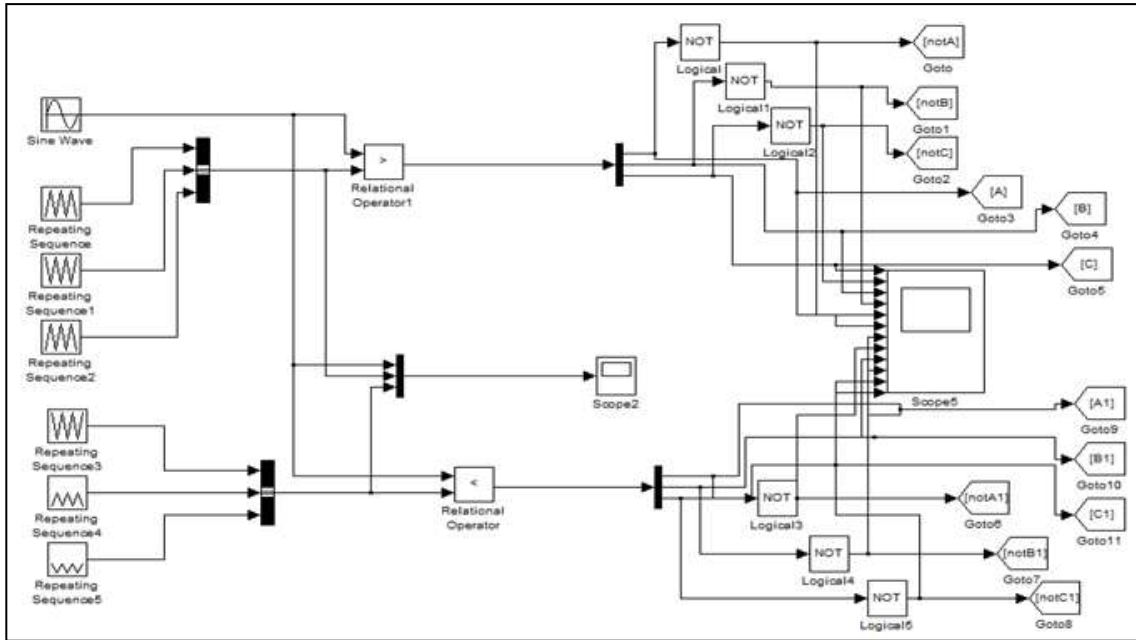 NOT
Logical
[notA]
Goto
NOT
Logical1
[notB]
Goto1
NOT
Logical2
[notC]
Goto2
Sine Wave
>
Relational
Operator1
[A]
Goto3
[B]
Goto4
[C]
Goto5
Repeating
Sequence
Repeating
Sequence1
Repeating
Sequence2
Scope2
Scope5
Repeating
Sequence3
Repeating
Sequence4
Repeating
Sequence5
<
Relational
Operator
[A1]
Goto9
[B1]
Goto10
[C1]
Goto11
NOT
Logical3
[notA1]
Goto6
NOT
Logical4
[notB1]
Goto7
NOT
Logical5
[notC1]
Goto8